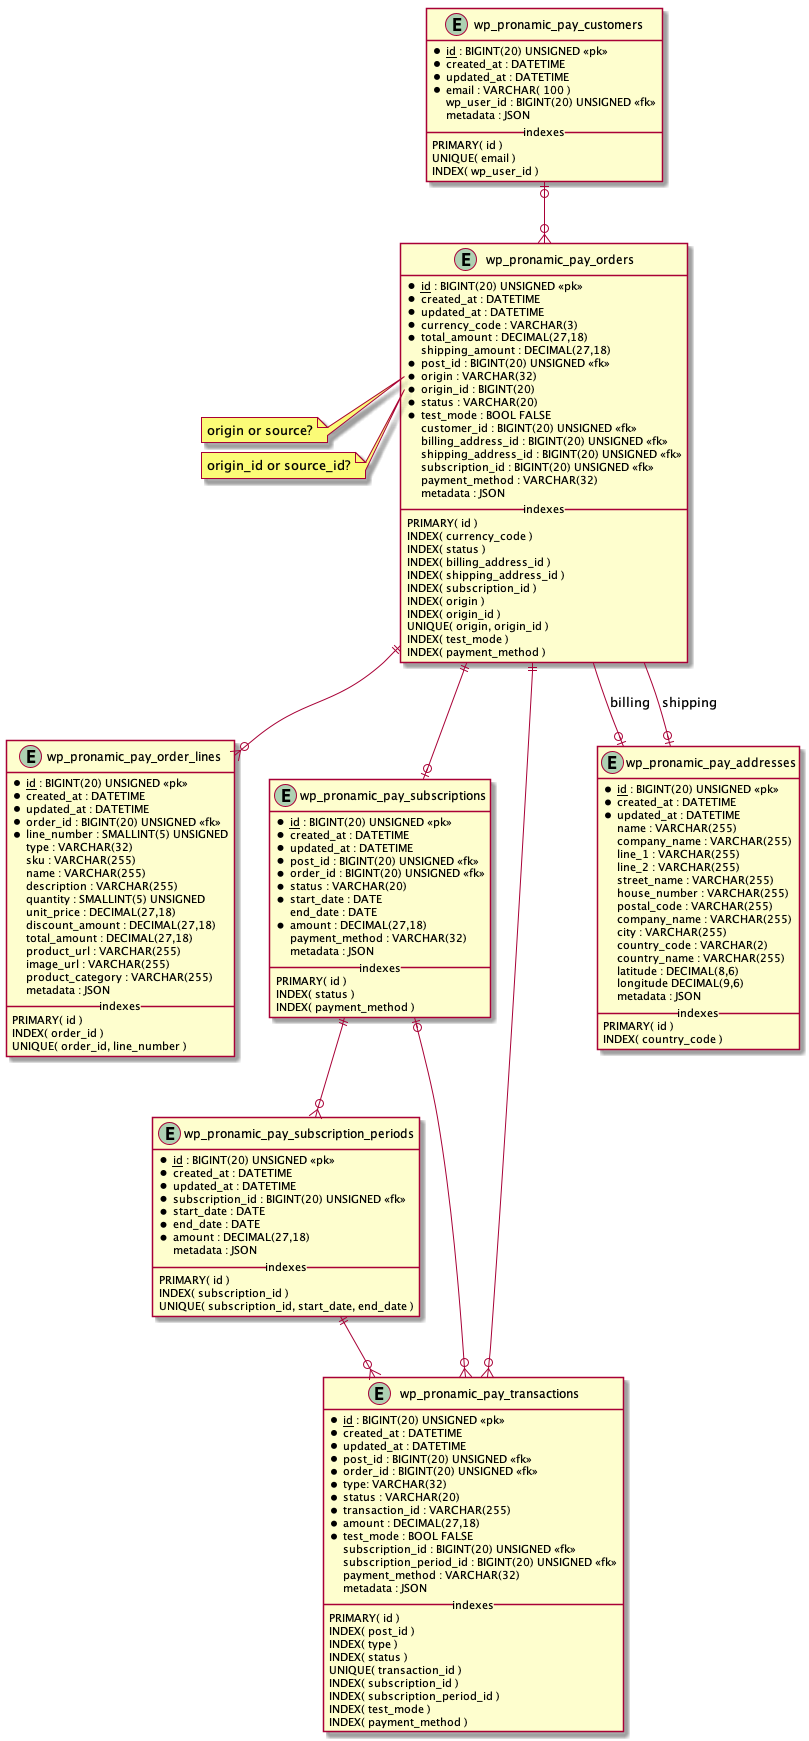 E wp_pronamic_pay_customers
id : BIGINT(20) UNSIGNED «pk»
created_at : DATETIME
updated_at : DATETIME
email : VARCHAR( 100 )
wp_user_id : BIGINT(20) UNSIGNED «fk»
metadata : JSON
indexes
PRIMARY( id )
UNIQUE( email )
INDEX( wp_user_id )
E wp_pronamic_pay_orders
id : BIGINT(20) UNSIGNED «pk»
created_at : DATETIME
updated_at : DATETIME
currency_code : VARCHAR(3)
total_amount : DECIMAL(27,18)
shipping_amount : DECIMAL(27,18)
post_id : BIGINT(20) UNSIGNED «fk»
origin : VARCHAR(32)
origin_id : BIGINT(20)
status : VARCHAR(20)
test_mode : BOOL FALSE
customer_id : BIGINT(20) UNSIGNED «fk»
billing_address_id : BIGINT(20) UNSIGNED «fk»
shipping_address_id : BIGINT(20) UNSIGNED «fk»
subscription_id : BIGINT(20) UNSIGNED «fk»
payment_method : VARCHAR(32)
metadata : JSON
indexes
PRIMARY( id )
INDEX( currency_code )
INDEX( status )
INDEX( billing_address_id )
INDEX( shipping_address_id )
INDEX( subscription_id )
INDEX( origin )
INDEX( origin_id )
UNIQUE( origin, origin_id )
INDEX( test_mode )
INDEX( payment_method )
origin or source?
origin_id or source_id?
billing
shipping
E wp_pronamic_pay_order_lines
id : BIGINT(20) UNSIGNED «pk»
created_at : DATETIME
updated_at : DATETIME
order_id : BIGINT(20) UNSIGNED «fk»
line_number : SMALLINT(5) UNSIGNED
type : VARCHAR(32)
sku : VARCHAR(255)
name : VARCHAR(255)
description : VARCHAR(255)
quantity : SMALLINT(5) UNSIGNED
unit_price : DECIMAL(27,18)
discount_amount : DECIMAL(27,18)
total_amount : DECIMAL(27,18)
product_url : VARCHAR(255)
image_url : VARCHAR(255)
product_category : VARCHAR(255)
metadata : JSON
indexes
PRIMARY( id )
INDEX( order_id )
UNIQUE( order_id, line_number )
E wp_pronamic_pay_subscriptions
id : BIGINT(20) UNSIGNED «pk»
created_at : DATETIME
updated_at : DATETIME
post_id : BIGINT(20) UNSIGNED «fk»
order_id : BIGINT(20) UNSIGNED «fk»
status : VARCHAR(20)
start_date : DATE
end_date : DATE
amount : DECIMAL(27,18)
payment_method : VARCHAR(32)
metadata : JSON
indexes
PRIMARY( id )
INDEX( status )
INDEX( payment_method )
E wp_pronamic_pay_addresses
id : BIGINT(20) UNSIGNED «pk»
created_at : DATETIME
updated_at : DATETIME
name : VARCHAR(255)
company_name : VARCHAR(255)
line_1 : VARCHAR(255)
line_2 : VARCHAR(255)
street_name : VARCHAR(255)
house_number : VARCHAR(255)
postal_code : VARCHAR(255)
company_name : VARCHAR(255)
city : VARCHAR(255)
country_code : VARCHAR(2)
country_name : VARCHAR(255)
latitude : DECIMAL(8,6)
longitude DECIMAL(9,6)
metadata : JSON
indexes
PRIMARY( id )
INDEX( country_code )
E wp_pronamic_pay_subscription_periods
id : BIGINT(20) UNSIGNED «pk»
created_at : DATETIME
updated_at : DATETIME
subscription_id : BIGINT(20) UNSIGNED «fk»
start_date : DATE
end_date : DATE
amount : DECIMAL(27,18)
metadata : JSON
indexes
PRIMARY( id )
INDEX( subscription_id )
UNIQUE( subscription_id, start_date, end_date )
E wp_pronamic_pay_transactions
id : BIGINT(20) UNSIGNED «pk»
created_at : DATETIME
updated_at : DATETIME
post_id : BIGINT(20) UNSIGNED «fk»
order_id : BIGINT(20) UNSIGNED «fk»
type: VARCHAR(32)
status : VARCHAR(20)
transaction_id : VARCHAR(255)
amount : DECIMAL(27,18)
test_mode : BOOL FALSE
subscription_id : BIGINT(20) UNSIGNED «fk»
subscription_period_id : BIGINT(20) UNSIGNED «fk»
payment_method : VARCHAR(32)
metadata : JSON
indexes
PRIMARY( id )
INDEX( post_id )
INDEX( type )
INDEX( status )
UNIQUE( transaction_id )
INDEX( subscription_id )
INDEX( subscription_period_id )
INDEX( test_mode )
INDEX( payment_method )